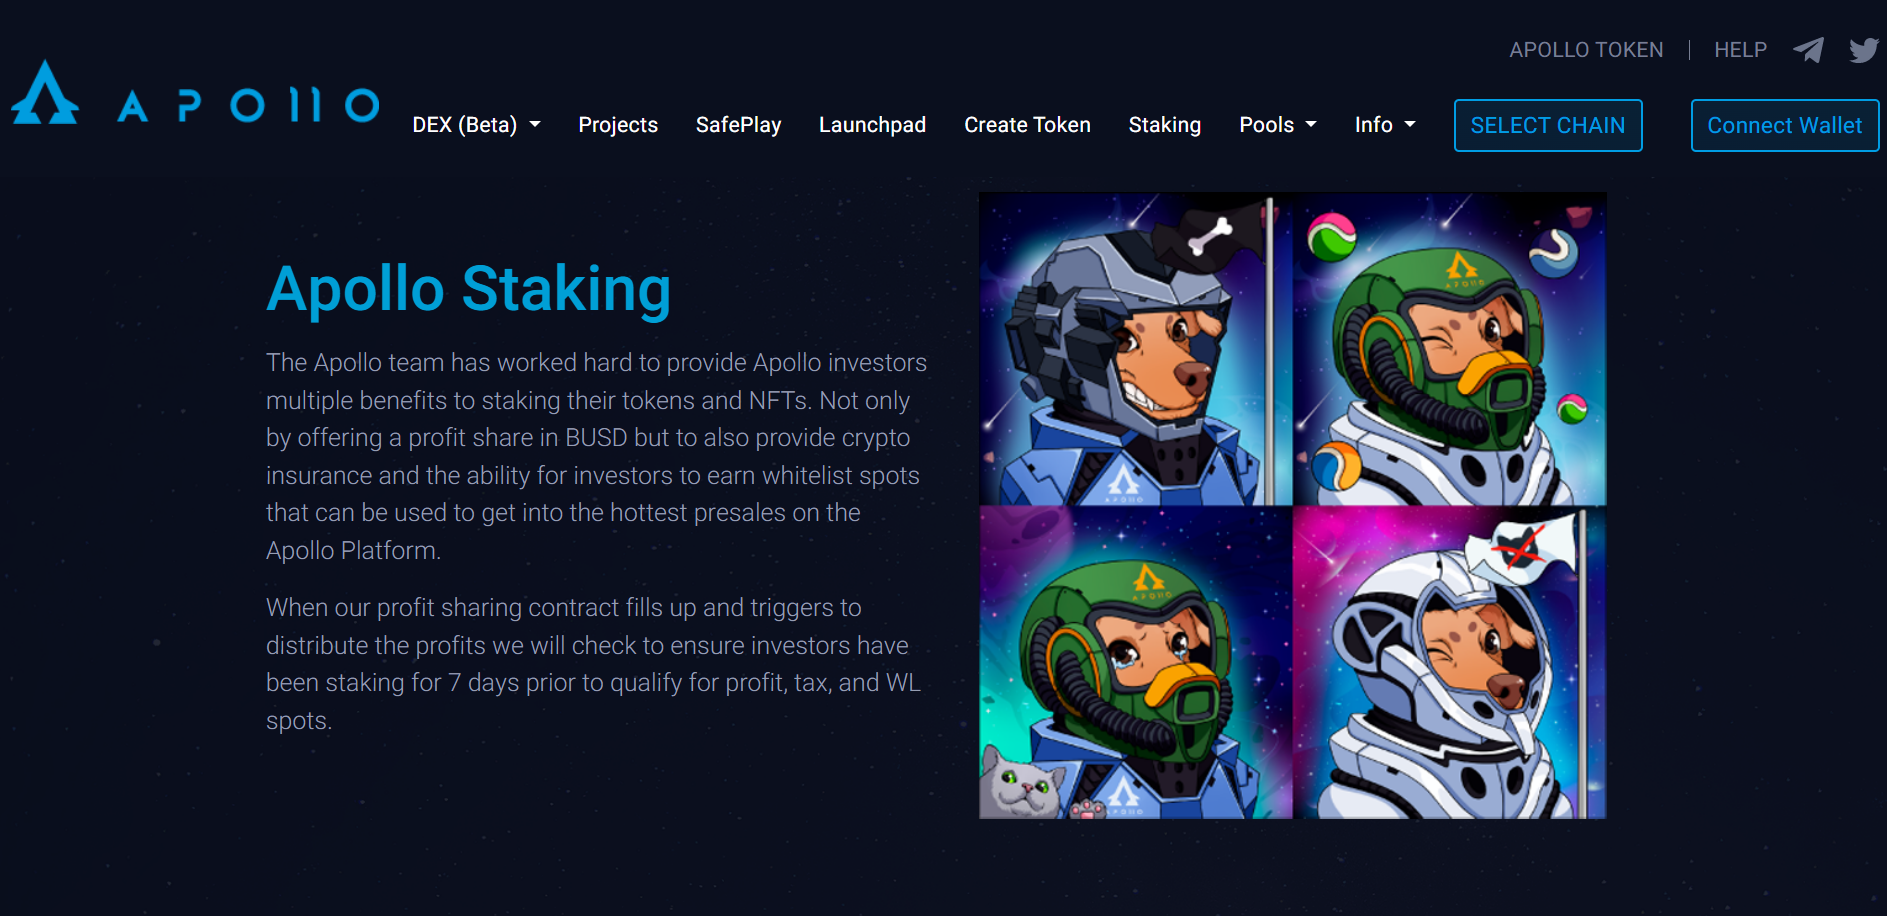 APOLLO TOKEN | HELP
APOLLO
DEX (Beta) Projects SafePlay Launchpad Create Token Staking Pools Info SELECT CHAIN Connect Wallet
Apollo Staking
The Apollo team has worked hard to provide Apollo investors
multiple benefits to staking their tokens and NFTs. Not only
by offering a profit share in BUSD but to also provide crypto
insurance and the ability for investors to earn whitelist spots
that can be used to get into the hottest presales on the
Apollo Platform.
When our profit sharing contract fills up and triggers to
distribute the profits we will check to ensure investors have
been staking for 7 days prior to qualify for profit, tax, and WL
spots.
APOLLO
APOLLO
APOLLO
APOLLO